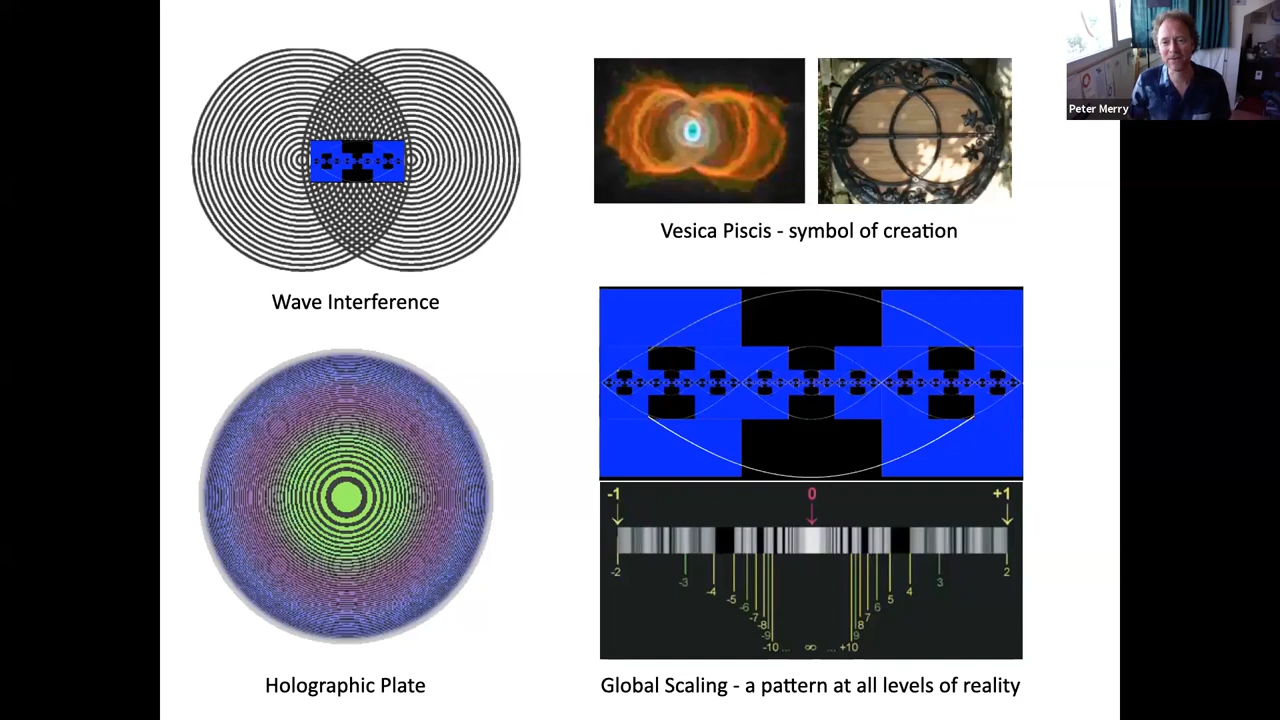 Peter Merry
Vesica Piscis - symbol of creation
Wave Interference
-1 0 +1
-2 2
-3 3
-4 4
-5 5
-6 6
-7 7
-8 8
-9 9
-10 ... ∞ ... +10
Holographic Plate
Global Scaling - a pattern at all levels of reality